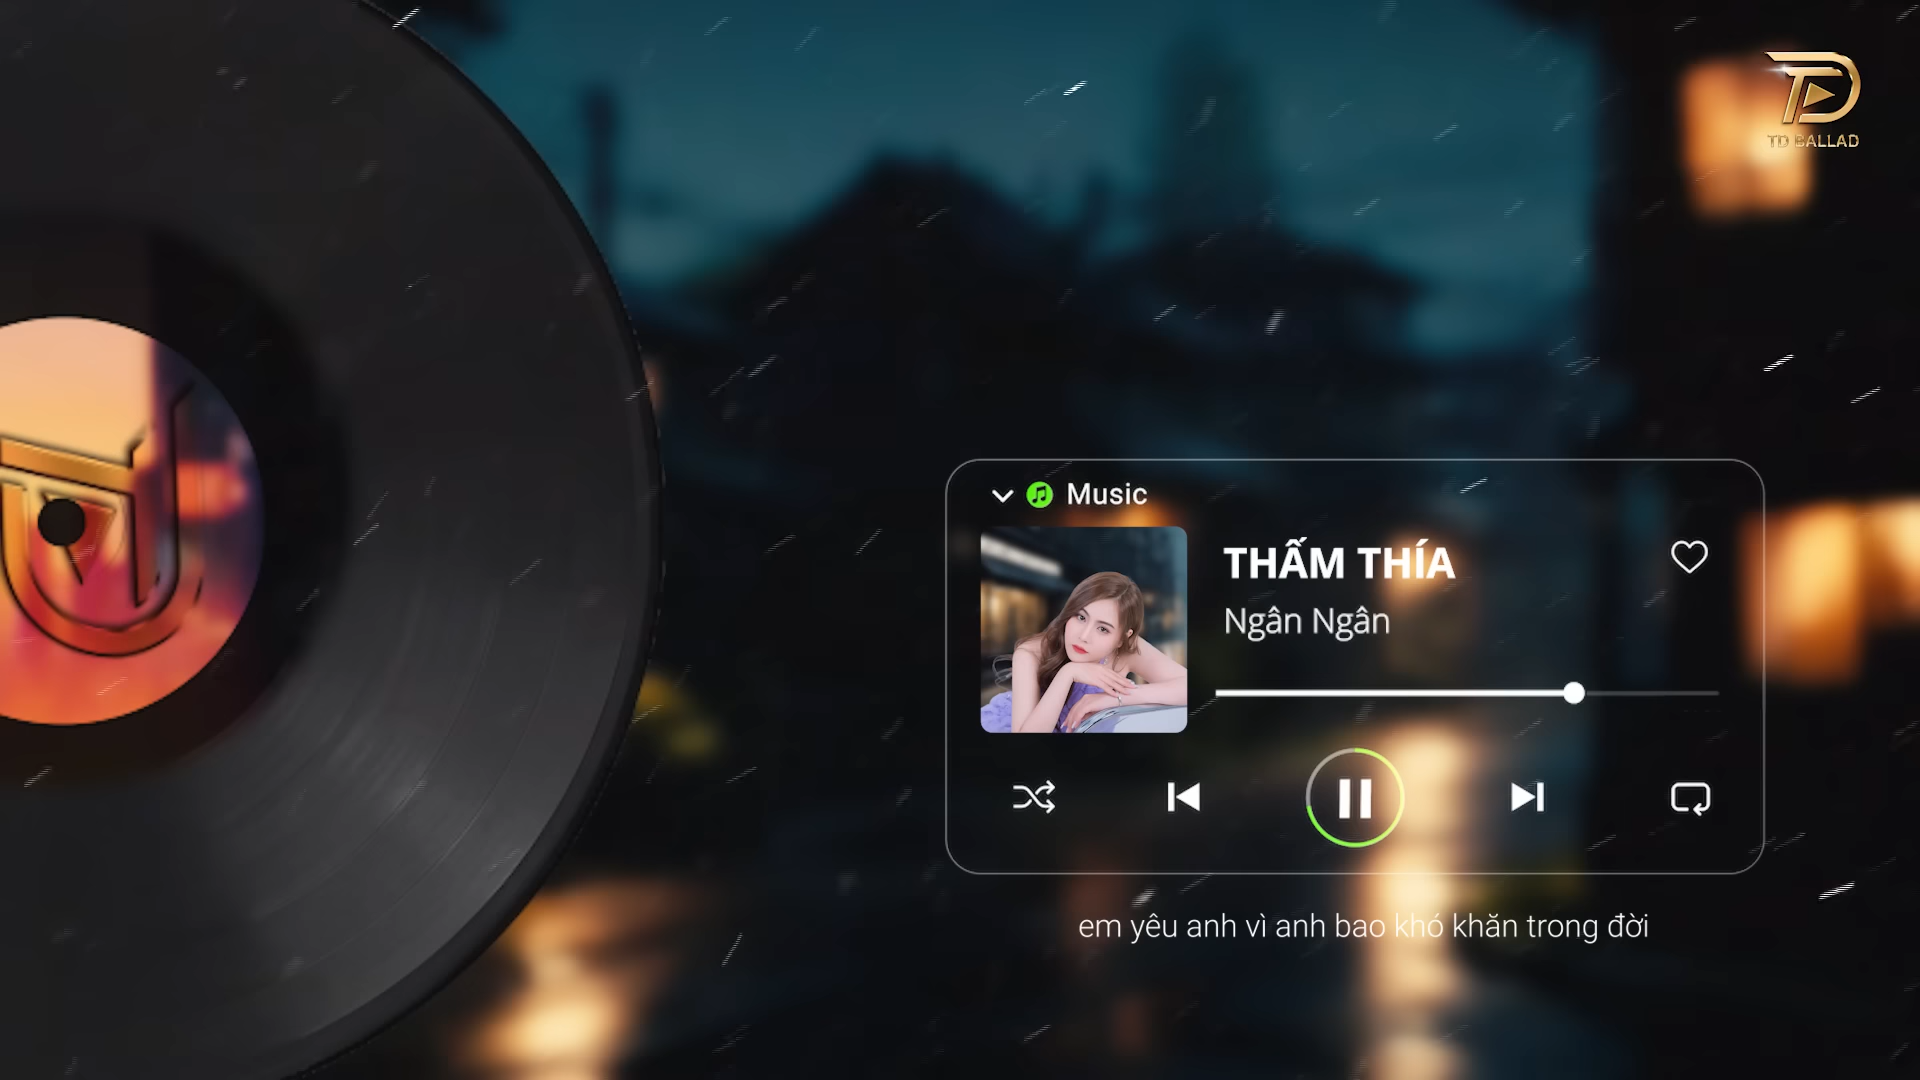 TD BALLAD
Music
THẤM THÍA
Ngân Ngân
em yêu anh vì anh bao khó khăn trong đời